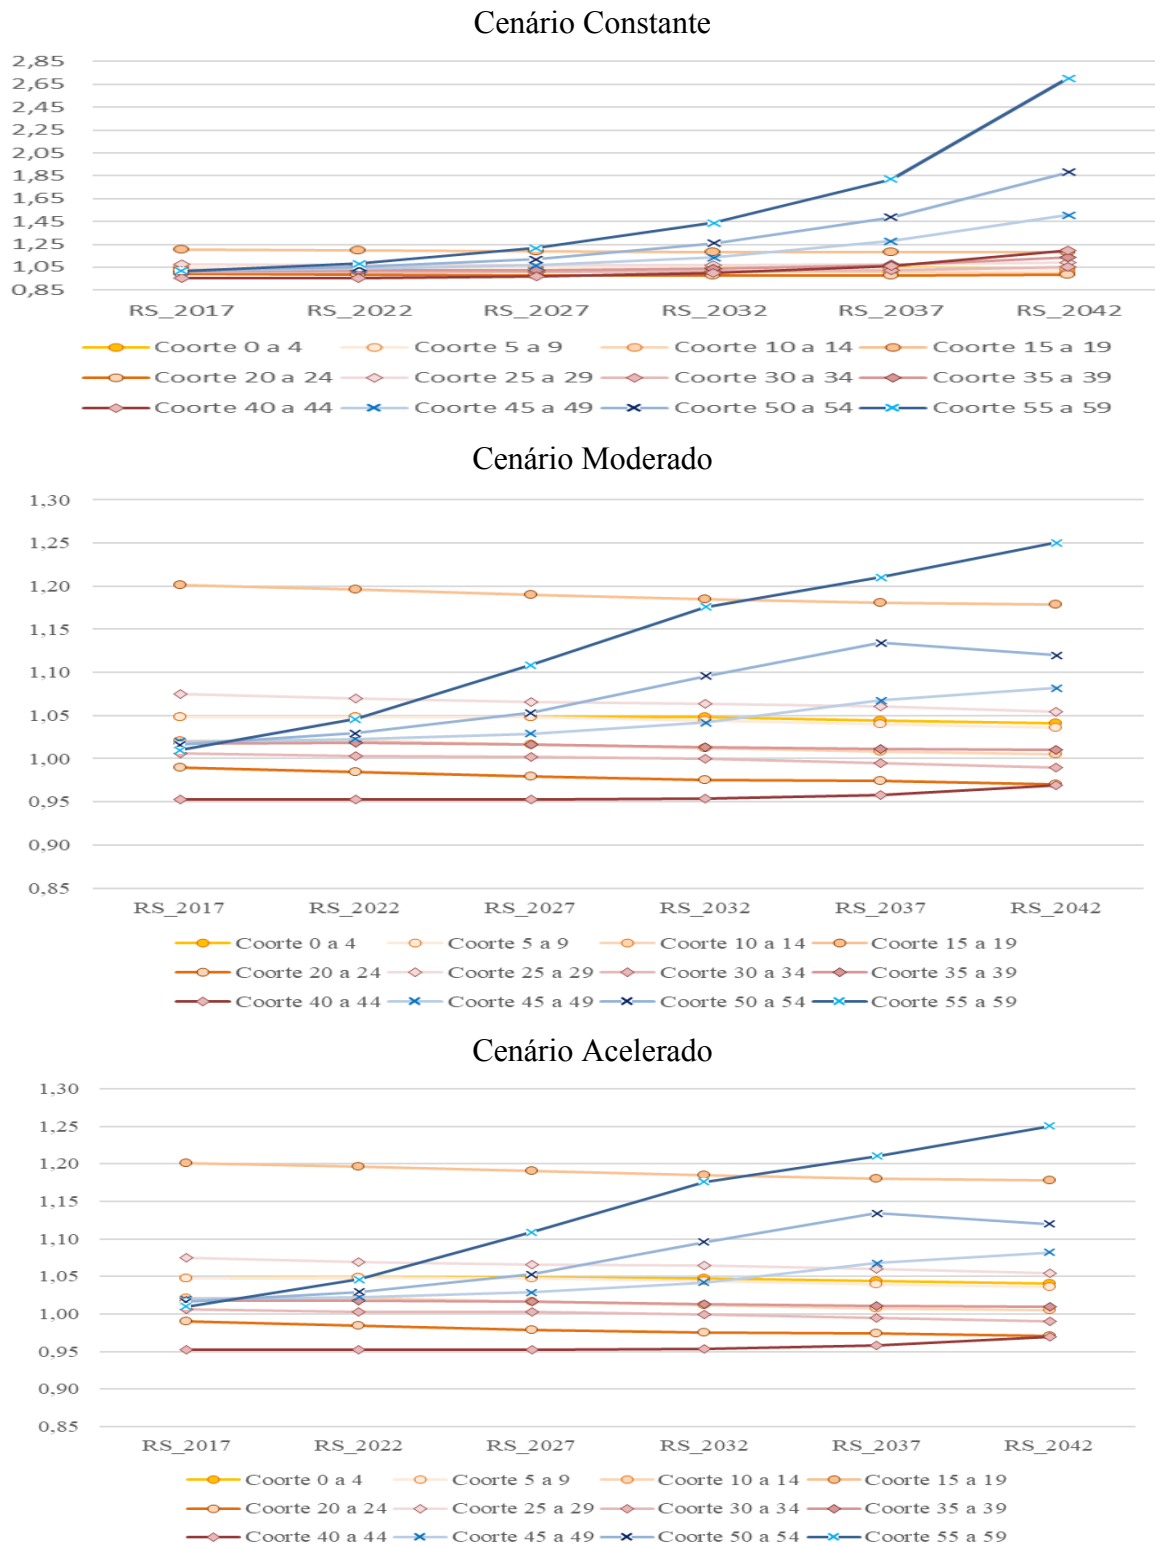 Cenário Constante
2,85
2,65
2,45
2,25
2,05
1,85
1,65
1,45
1,25
1,05
0,85
RS_2017 RS_2022 RS_2027 RS_2032 RS_2037 RS_2042
Coorte 0 a 4 Coorte 5 a 9 Coorte 10 a 14 Coorte 15 a 19
Coorte 20 a 24 Coorte 25 a 29 Coorte 30 a 34 Coorte 35 a 39
Coorte 40 a 44 Coorte 45 a 49 Coorte 50 a 54 Coorte 55 a 59
Cenário Moderado
1,30
1,25
1,20
1,15
1,10
1,05
1,00
0,95
0,90
0,85
RS_2017 RS_2022 RS_2027 RS_2032 RS_2037 RS_2042
Coorte 0 a 4 Coorte 5 a 9 Coorte 10 a 14 Coorte 15 a 19
Coorte 20 a 24 Coorte 25 a 29 Coorte 30 a 34 Coorte 35 a 39
Coorte 40 a 44 Coorte 45 a 49 Coorte 50 a 54 Coorte 55 a 59
Cenário Acelerado
1,30
1,25
1,20
1,15
1,10
1,05
1,00
0,95
0,90
0,85
RS_2017 RS_2022 RS_2027 RS_2032 RS_2037 RS_2042
Coorte 0 a 4 Coorte 5 a 9 Coorte 10 a 14 Coorte 15 a 19
Coorte 20 a 24 Coorte 25 a 29 Coorte 30 a 34 Coorte 35 a 39
Coorte 40 a 44 Coorte 45 a 49 Coorte 50 a 54 Coorte 55 a 59